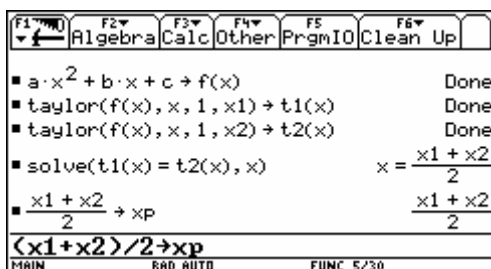 F1 F2 F3 F4 F5 F6
Algebra Calc Other PrgmIO Clean Up
▪ a·x² + b·x + c → f(x) Done
▪ taylor(f(x), x, 1, x1) → t1(x) Done
▪ taylor(f(x), x, 1, x2) → t2(x) Done
▪ solve(t1(x) = t2(x), x) x = (x1 + x2)/2
▪ (x1 + x2)/2 → xp (x1 + x2)/2
(x1+x2)/2→xp
MAIN RAD AUTO FUNC 5/30